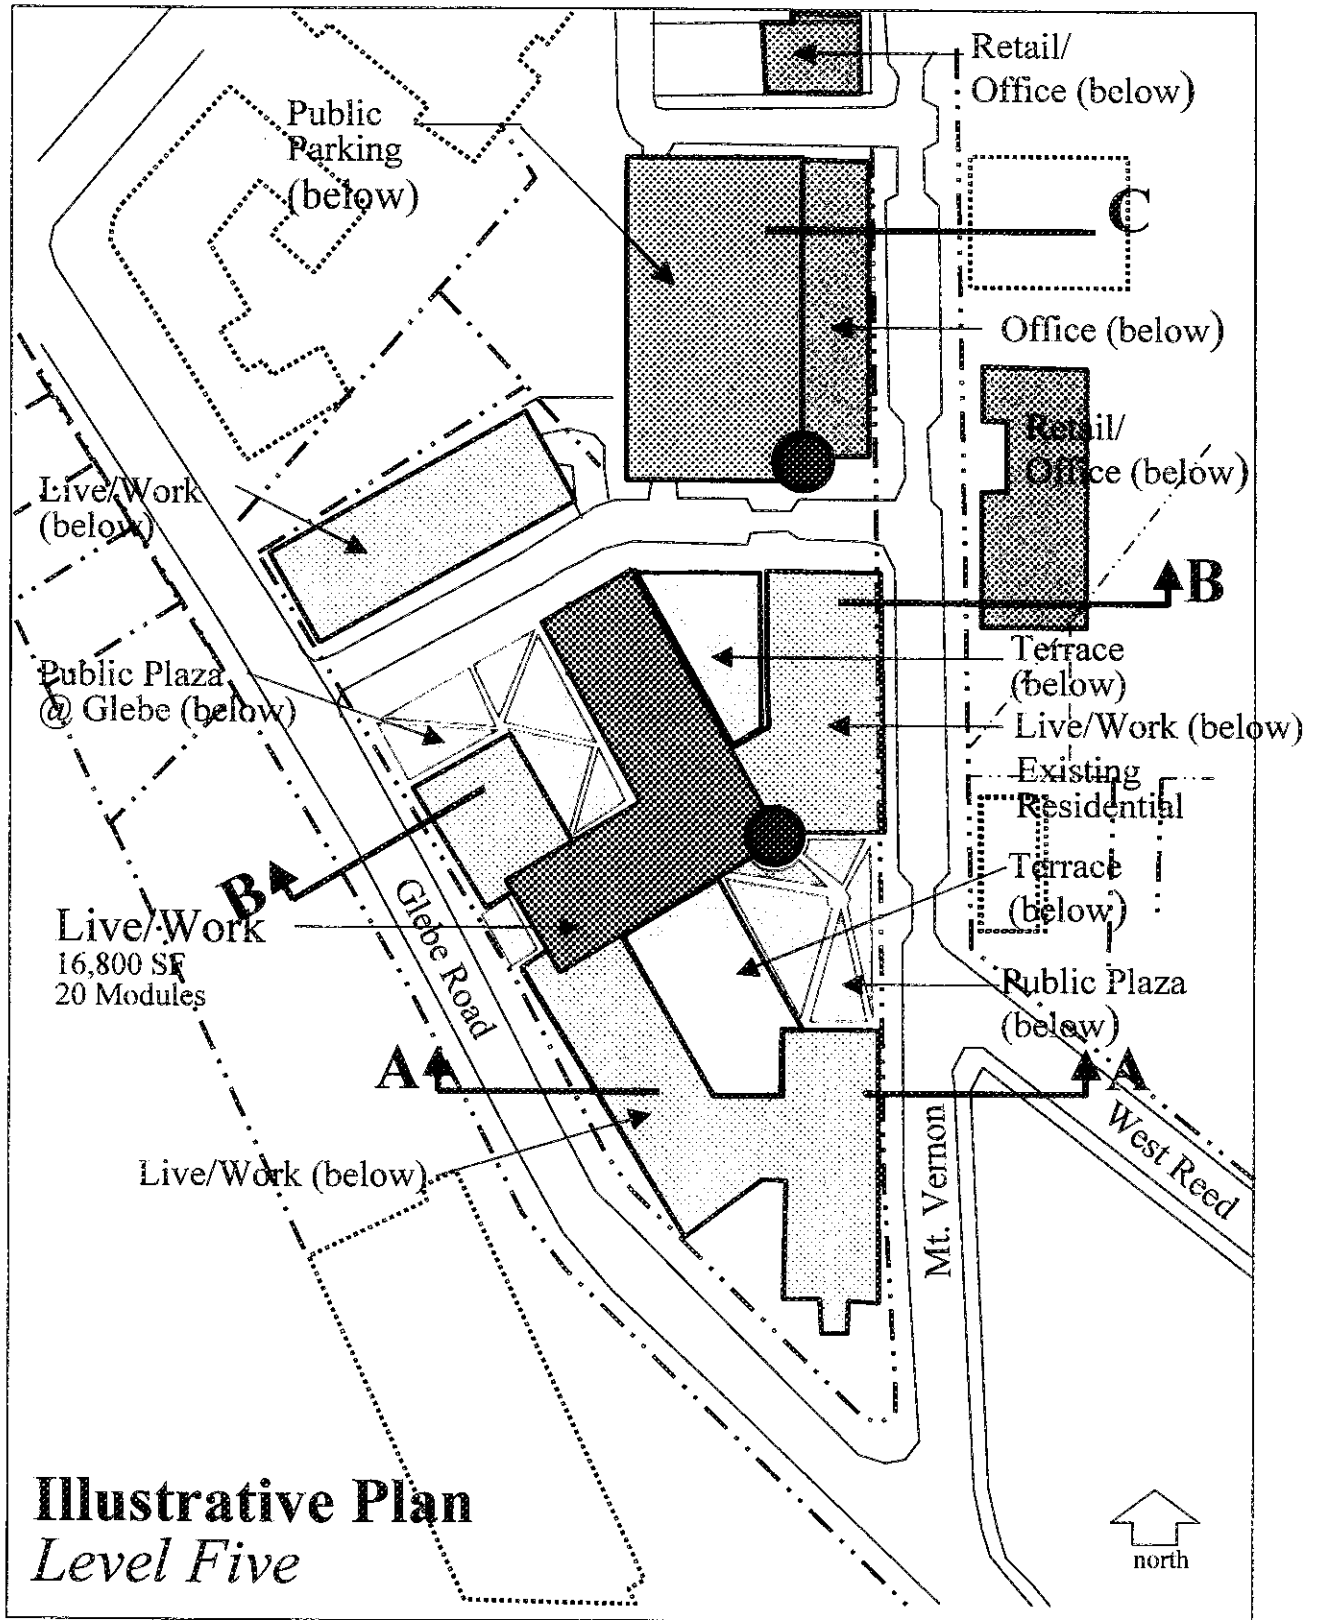 Retail/
Office (below)
Public
Parking
(below)
C
Office (below)
Retail/
Office (below)
Live/Work
(below)
B
Terrace
(below)
Public Plaza
@ Glebe (below)
Live/Work (below)
Existing
Residential
Terrace
(below)
B
Glebe Road
Live/Work
16,800 SF
20 Modules
Public Plaza
(below)
A
A
West Reed
Mt. Vernon
Live/Work (below)
Illustrative Plan
Level Five
north